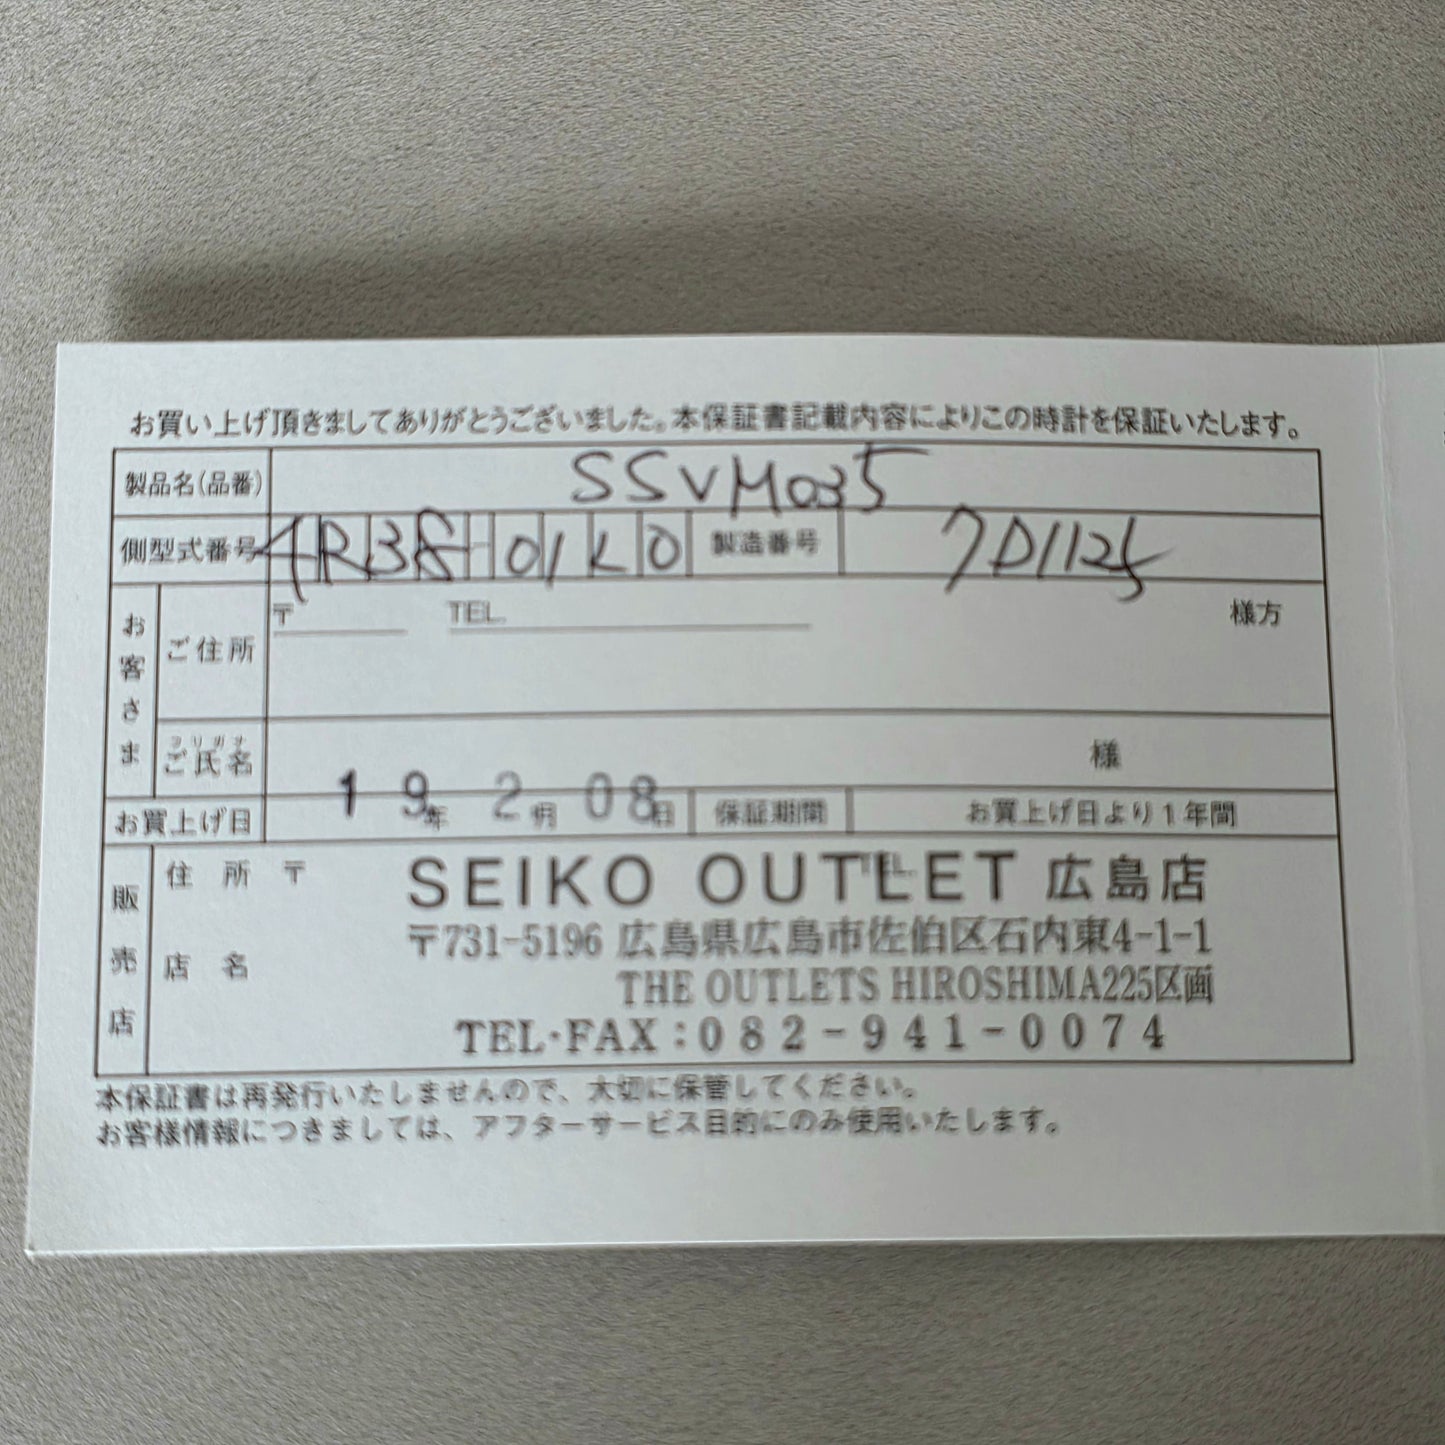 お買い上げ頂きましてありがとうございました。本保証書記載内容によりこの時計を保証いたします。
製品名(品番) SSVM035
側型式番号 4R38-01K0 製造番号 7D1125
お客さま
ご住所 〒 TEL. 様方
フリガナ
ご氏名 様
お買上げ日 19年 2月 08日 保証期間 お買上げ日より1年間
販売店
住所 〒 TEL.
店名
SEIKO OUTLET 広島店
〒731-5196 広島県広島市佐伯区石内東4-1-1
THE OUTLETS HIROSHIMA225区画
TEL・FAX:082-941-0074
本保証書は再発行いたしませんので、大切に保管してください。
お客様情報につきましては、アフターサービス目的にのみ使用いたします。